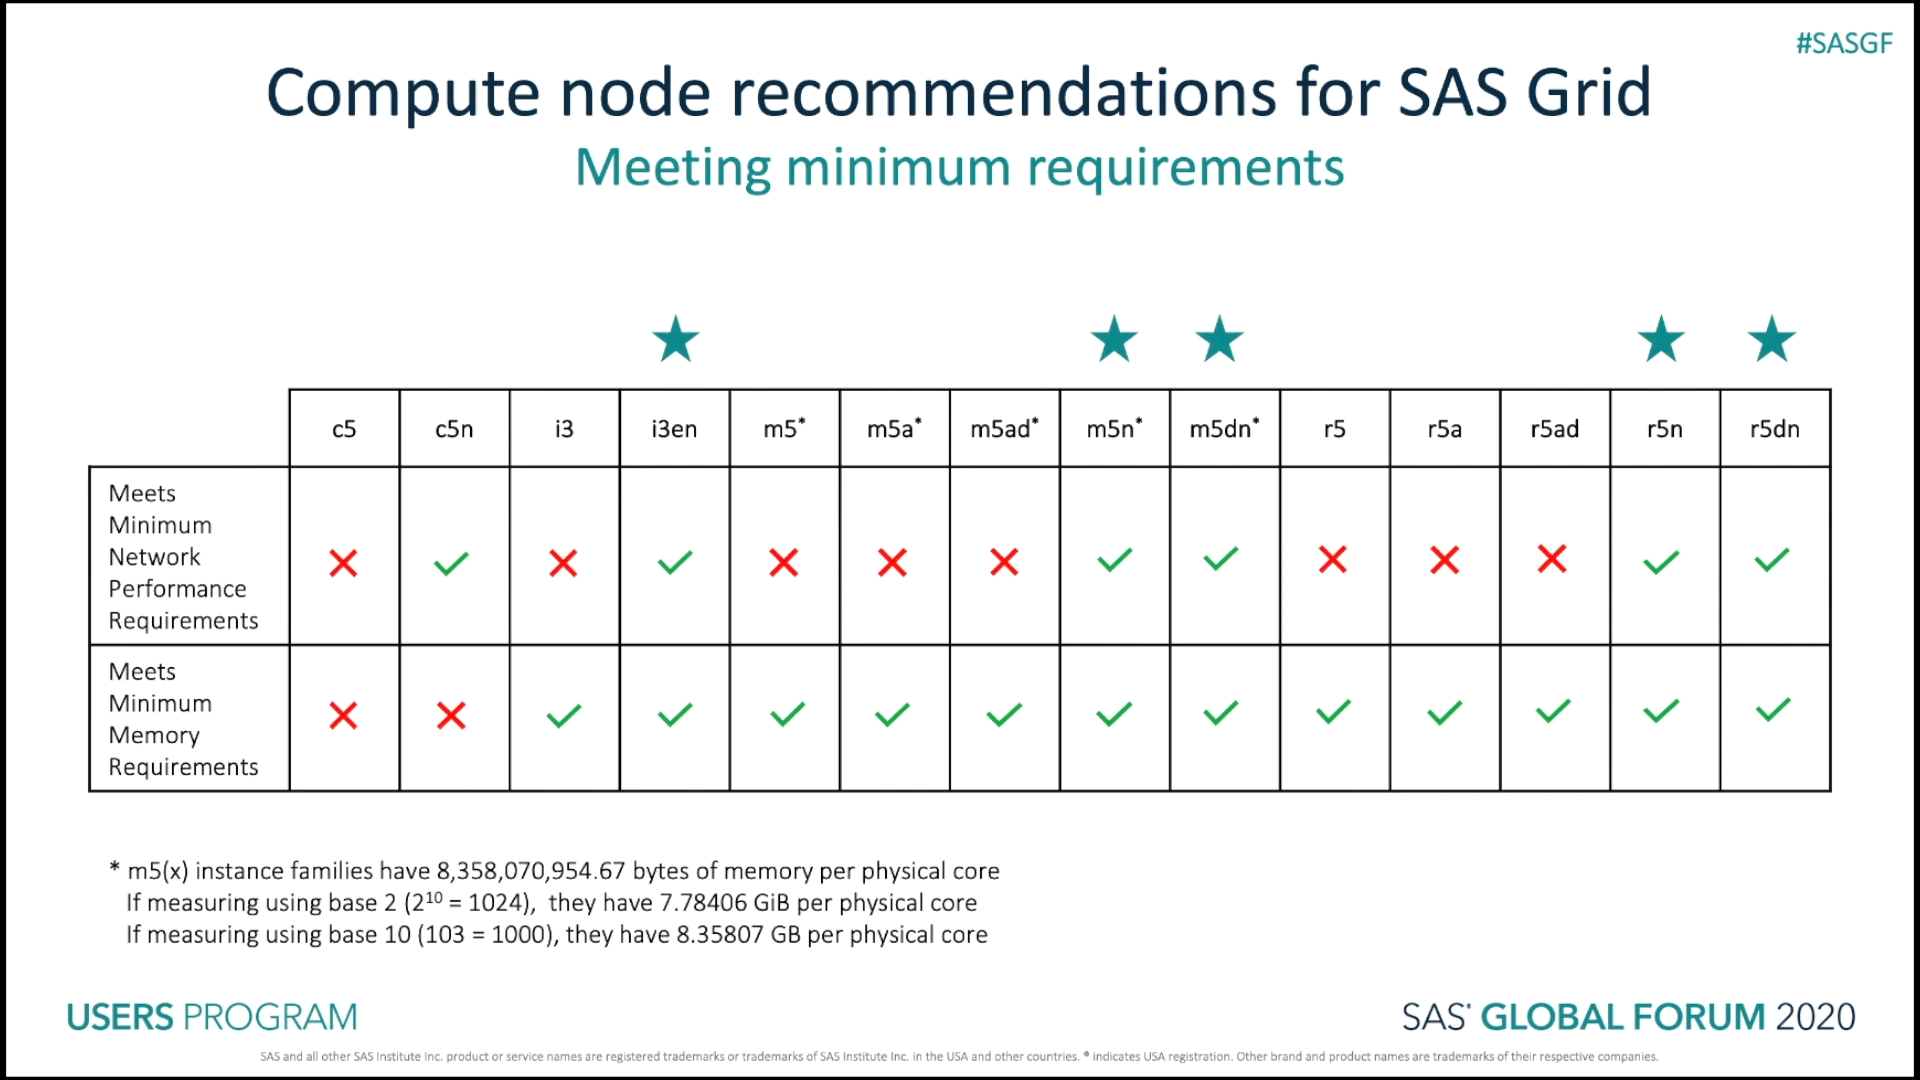 #SASGF
Compute node recommendations for SAS Grid
Meeting minimum requirements
c5 c5n i3 i3en m5* m5a* m5ad* m5n* m5dn* r5 r5a r5ad r5n r5dn
Meets
Minimum
Network
Performance
Requirements
Meets
Minimum
Memory
Requirements
* m5(x) instance families have 8,358,070,954.67 bytes of memory per physical core
If measuring using base 2 (2¹⁰ = 1024),  they have 7.78406 GiB per physical core
If measuring using base 10 (103 = 1000), they have 8.35807 GB per physical core
USERS PROGRAM
SAS® GLOBAL FORUM 2020
SAS and all other SAS Institute Inc. product or service names are registered trademarks or trademarks of SAS Institute Inc. in the USA and other countries. ® indicates USA registration. Other brand and product names are trademarks of their respective companies.